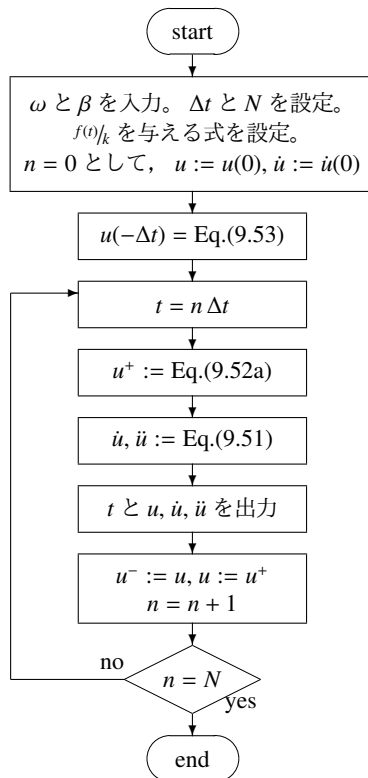 start
ω と β を入力。 Δt と N を設定。
f(t)/k を与える式を設定。
n = 0 として， u := u(0), u̇ := u̇(0)
u(−Δt) = Eq.(9.53)
t = n Δt
u⁺ := Eq.(9.52a)
u̇, ü := Eq.(9.51)
t と u, u̇, ü を出力
u⁻ := u, u := u⁺
n = n + 1
no
n = N
yes
end